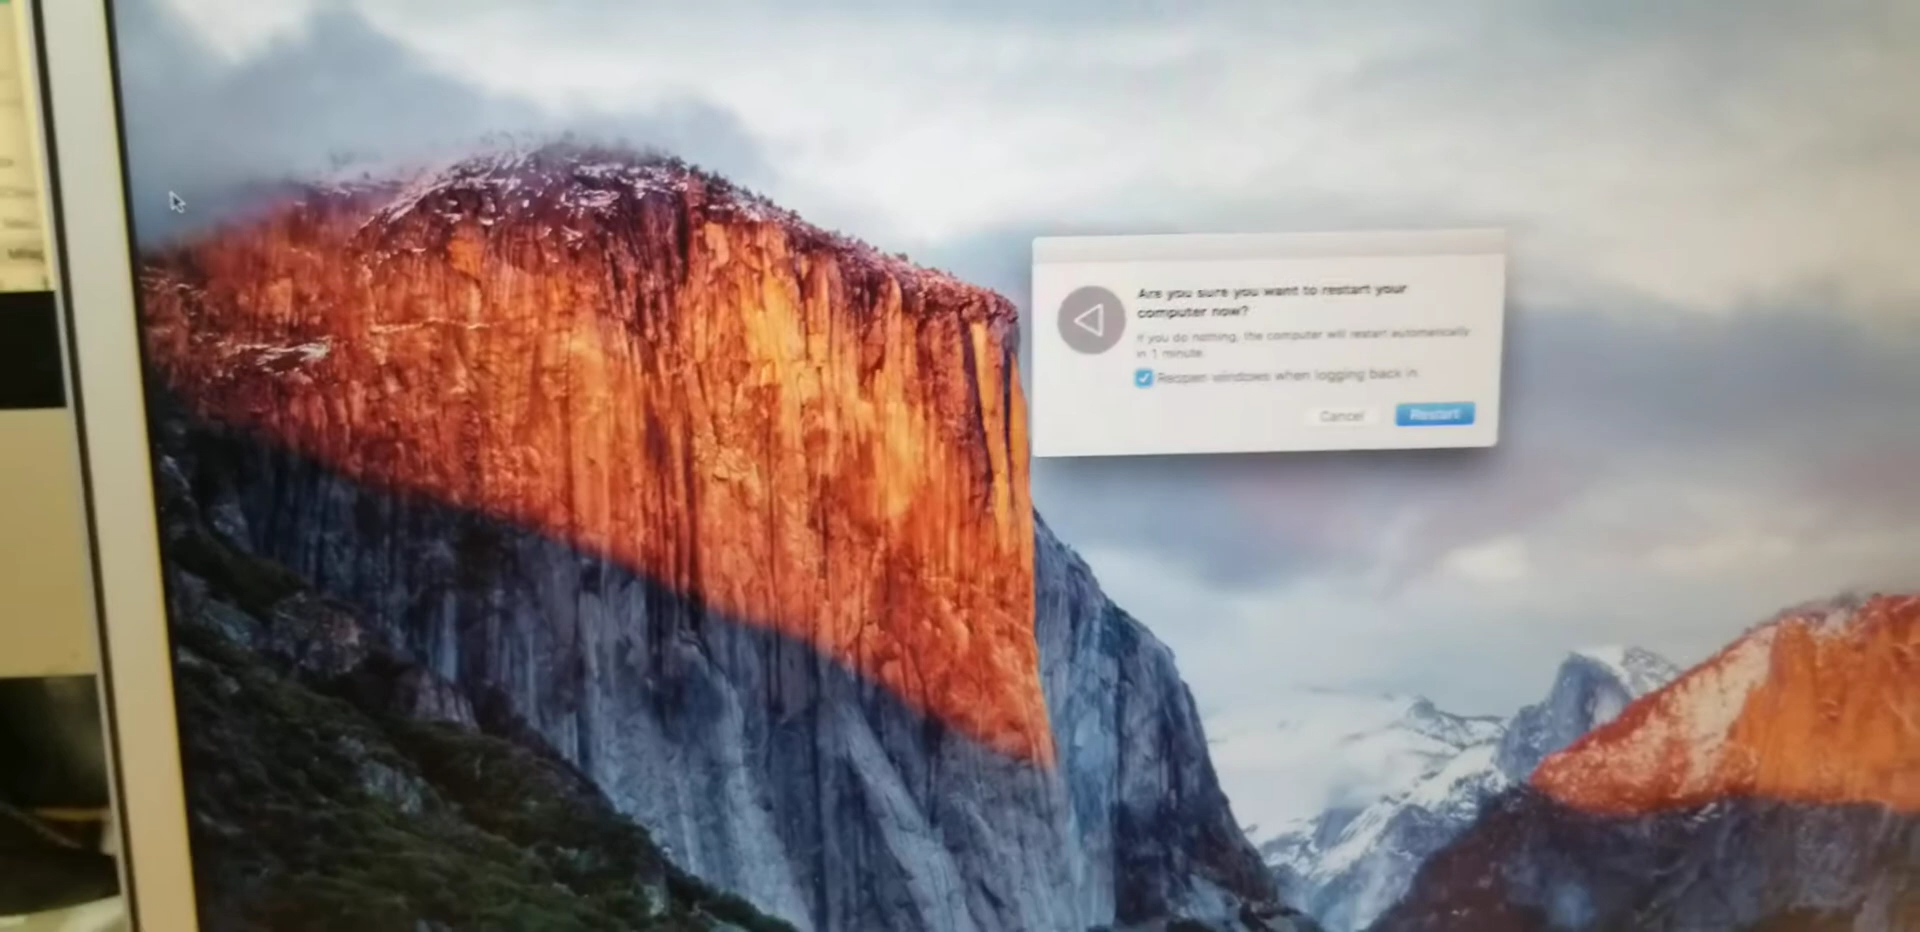 Are you sure you want to restart your
computer now?
If you do nothing, the computer will restart automatically
in 1 minute.
Reopen windows when logging back in
Cancel
Restart